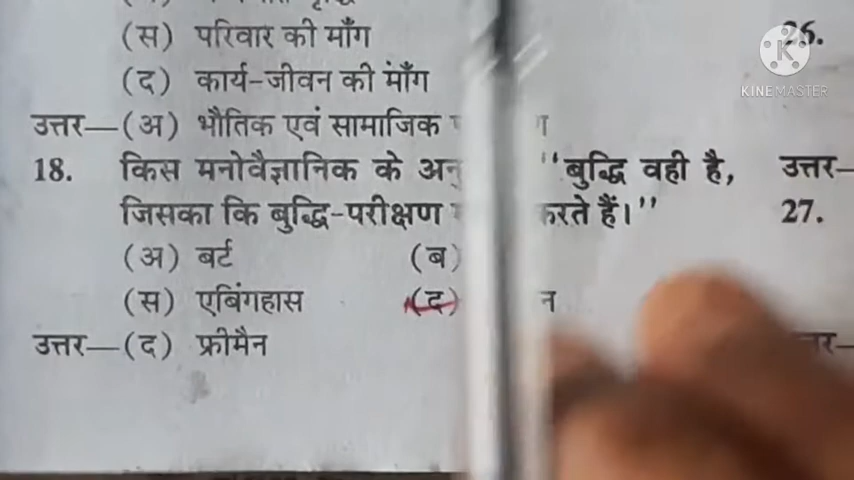 (स) परिवार की माँग
(द) कार्य-जीवन की माँग
उत्तर—(अ) भौतिक एवं सामाजिक
18. किस मनोवैज्ञानिक के "बुद्धि वही है,
जिसका कि बुद्धि-परीक्षण करते हैं।"
(अ) बर्ट (ब)
(स) एबिंगहास (द)
उत्तर—(द) फ्रीमैन
26.
उत्तर—
27.
KINEMASTER